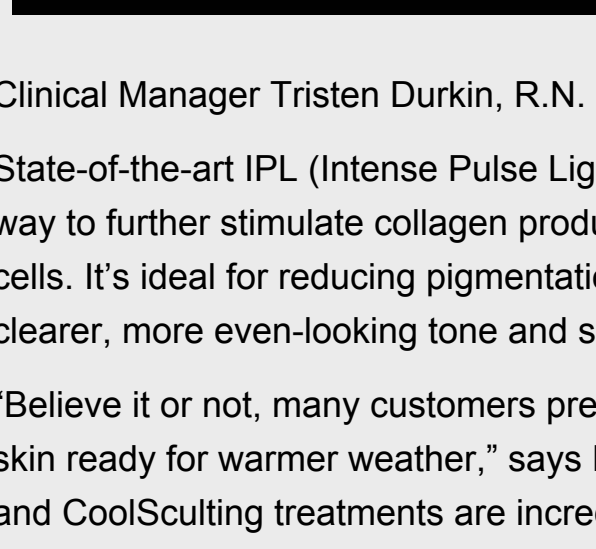 Clinical Manager Tristen Durkin, R.N.
State-of-the-art IPL (Intense Pulse Lig
way to further stimulate collagen produ
cells. It’s ideal for reducing pigmentatio
clearer, more even-looking tone and s
“Believe it or not, many customers pre
skin ready for warmer weather,” says
and CoolSculting treatments are incre